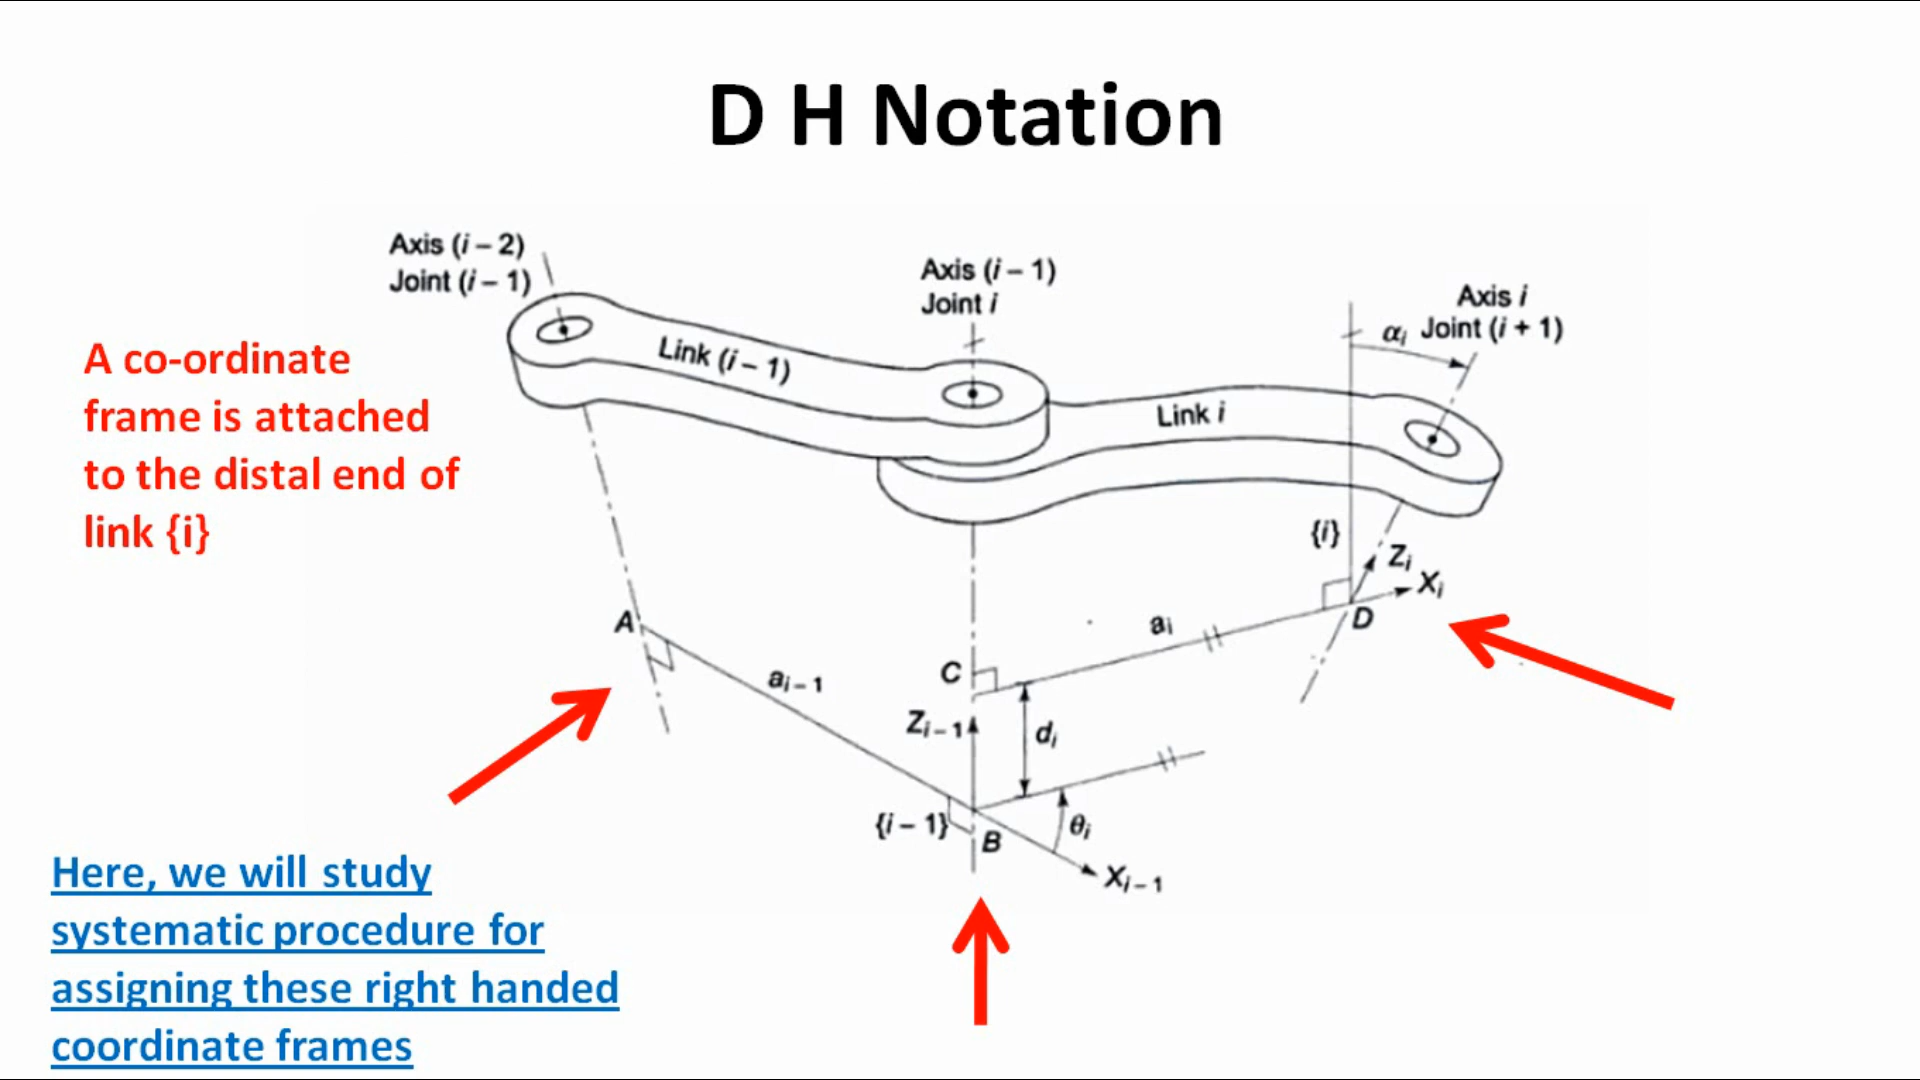 D H Notation
Axis (i – 2)
Joint (i – 1)
Axis (i – 1)
Joint i
Axis i
αi Joint (i + 1)
A co-ordinate
frame is attached
to the distal end of
link {i}
Link (i – 1)
Link i
{i}
Zi
Xi
A
D
ai
C
ai – 1
Zi – 1
di
{i – 1}
B
θi
Xi – 1
Here, we will study
systematic procedure for
assigning these right handed
coordinate frames